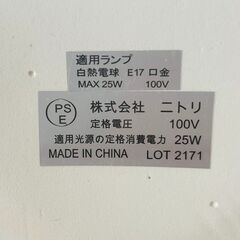 適用ランプ
白熱電球 E17 口金
MAX 25W 100V
PS E 株式会社 ニトリ
定格電圧 100V
適用光源の定格消費電力 25W
MADE IN CHINA LOT 2171